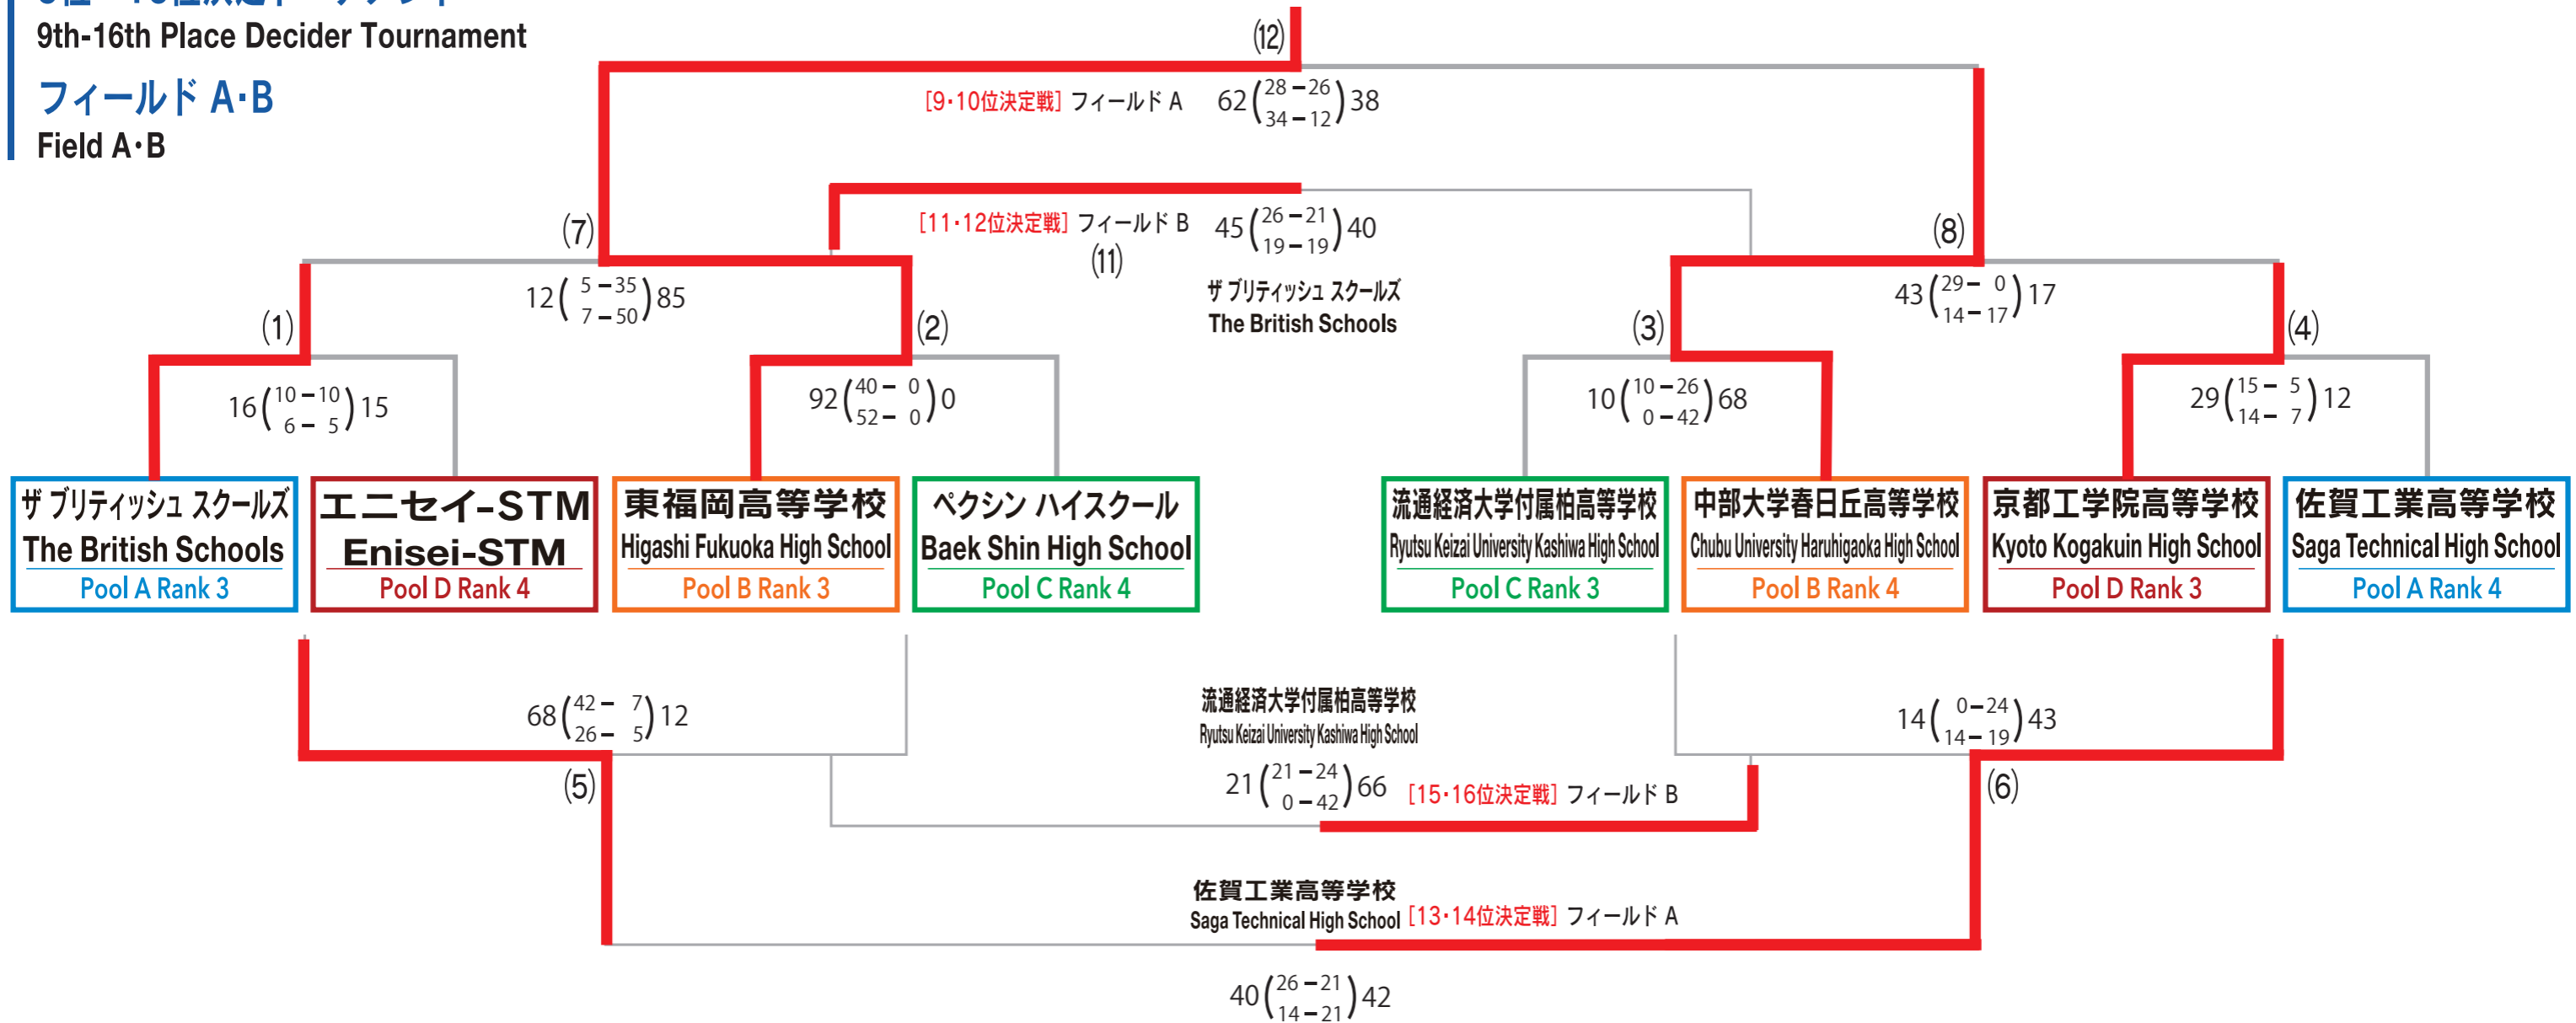 9th-16th Place Decider Tournament
フィールド A・B
Field A・B
(12)
[9・10位決定戦] フィールド A 62(28-26 34-12)38
[11・12位決定戦] フィールド B 45(26-21 19-19)40
(11)
ザ ブリティッシュ スクールズ
The British Schools
(7)
12(5-35 7-50)85
(8)
43(29-0 14-17)17
(1)
16(10-10 6-5)15
(2)
92(40-0 52-0)0
(3)
10(10-26 0-42)68
(4)
29(15-5 14-7)12
ザ ブリティッシュ スクールズ
The British Schools
Pool A Rank 3
エニセイ-STM
Enisei-STM
Pool D Rank 4
東福岡高等学校
Higashi Fukuoka High School
Pool B Rank 3
ペクシン ハイスクール
Baek Shin High School
Pool C Rank 4
流通経済大学付属柏高等学校
Ryutsu Keizai University Kashiwa High School
Pool C Rank 3
中部大学春日丘高等学校
Chubu University Haruhigaoka High School
Pool B Rank 4
京都工学院高等学校
Kyoto Kogakuin High School
Pool D Rank 3
佐賀工業高等学校
Saga Technical High School
Pool A Rank 4
68(42-7 26-5)12
(5)
流通経済大学付属柏高等学校
Ryutsu Keizai University Kashiwa High School
21(21-24 0-42)66 [15・16位決定戦] フィールド B
14(0-24 14-19)43
(6)
佐賀工業高等学校
Saga Technical High School [13・14位決定戦] フィールド A
40(26-21 14-21)42